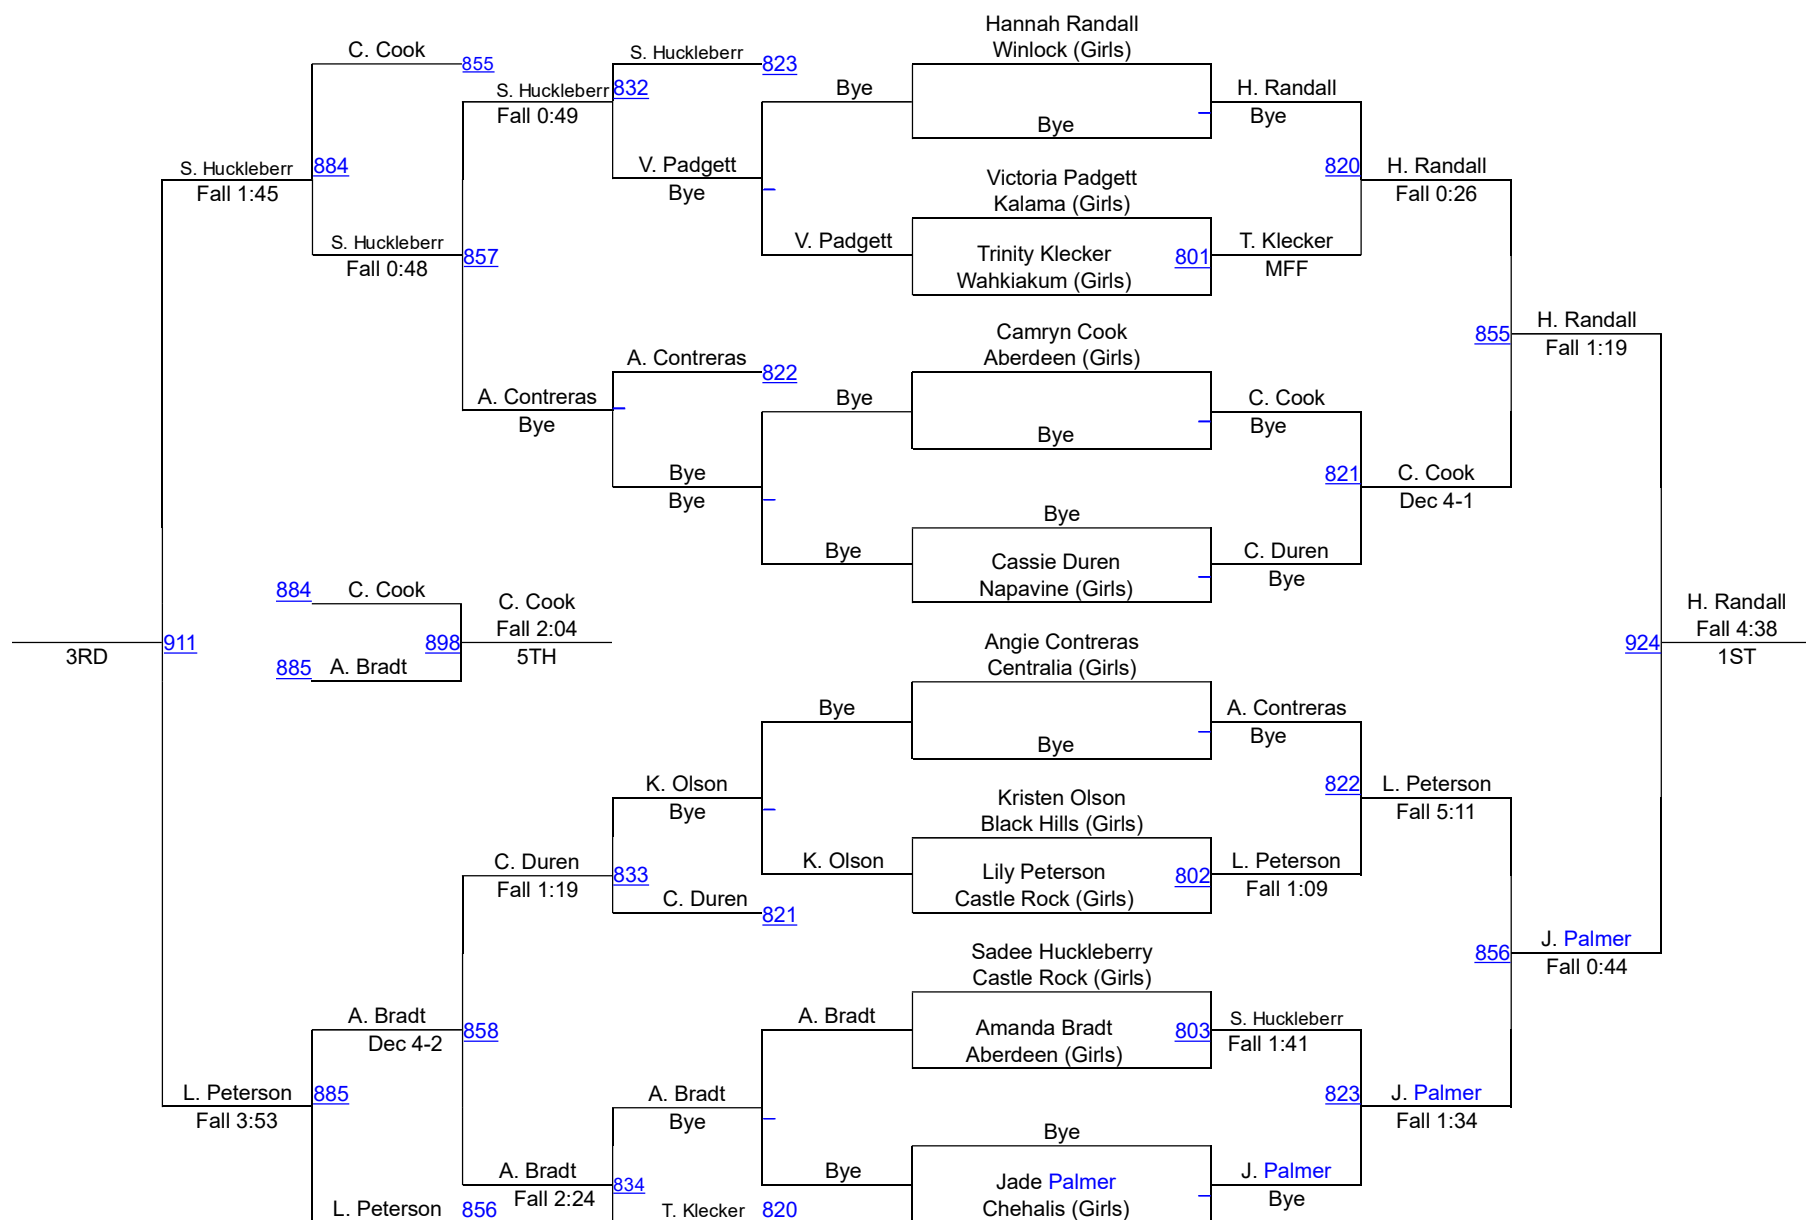 Hannah Randall
C. Cook
S. Huckleberr
Winlock (Girls)
855
823
S. Huckleberr
832
Bye
H. Randall
Fall 0:49
Bye
Bye
S. Huckleberr
884
V. Padgett
820
H. Randall
Fall 1:45
Bye
Victoria Padgett
Fall 0:26
Kalama (Girls)
S. Huckleberr
V. Padgett
T. Klecker
Fall 0:48
857
Trinity Klecker
801
MFF
Wahkiakum (Girls)
Camryn Cook
H. Randall
855
A. Contreras
Aberdeen (Girls)
Fall 1:19
822
A. Contreras
Bye
C. Cook
Bye
Bye
Bye
Bye
821
C. Cook
Bye
Dec 4-1
Bye
Bye
Cassie Duren
C. Duren
Napavine (Girls)
Bye
884
C. Cook
C. Cook
H. Randall
Fall 2:04
Fall 4:38
911
898
Angie Contreras
924
3RD
5TH
1ST
885
A. Bradt
Centralia (Girls)
Bye
A. Contreras
Bye
Bye
K. Olson
822
L. Peterson
Bye
Kristen Olson
Fall 5:11
Black Hills (Girls)
C. Duren
K. Olson
L. Peterson
833
Lily Peterson
802
Fall 1:19
Fall 1:09
C. Duren
Castle Rock (Girls)
821
Sadee Huckleberry
J. Palmer
856
Castle Rock (Girls)
Fall 0:44
A. Bradt
A. Bradt
S. Huckleberr
858
Amanda Bradt
803
Dec 4-2
Fall 1:41
Aberdeen (Girls)
L. Peterson
885
A. Bradt
823
J. Palmer
Fall 3:53
Bye
Fall 1:34
Bye
A. Bradt
Bye
J. Palmer
834
Jade Palmer
Fall 2:24
Bye
L. Peterson
856
T. Klecker
820
Chehalis (Girls)